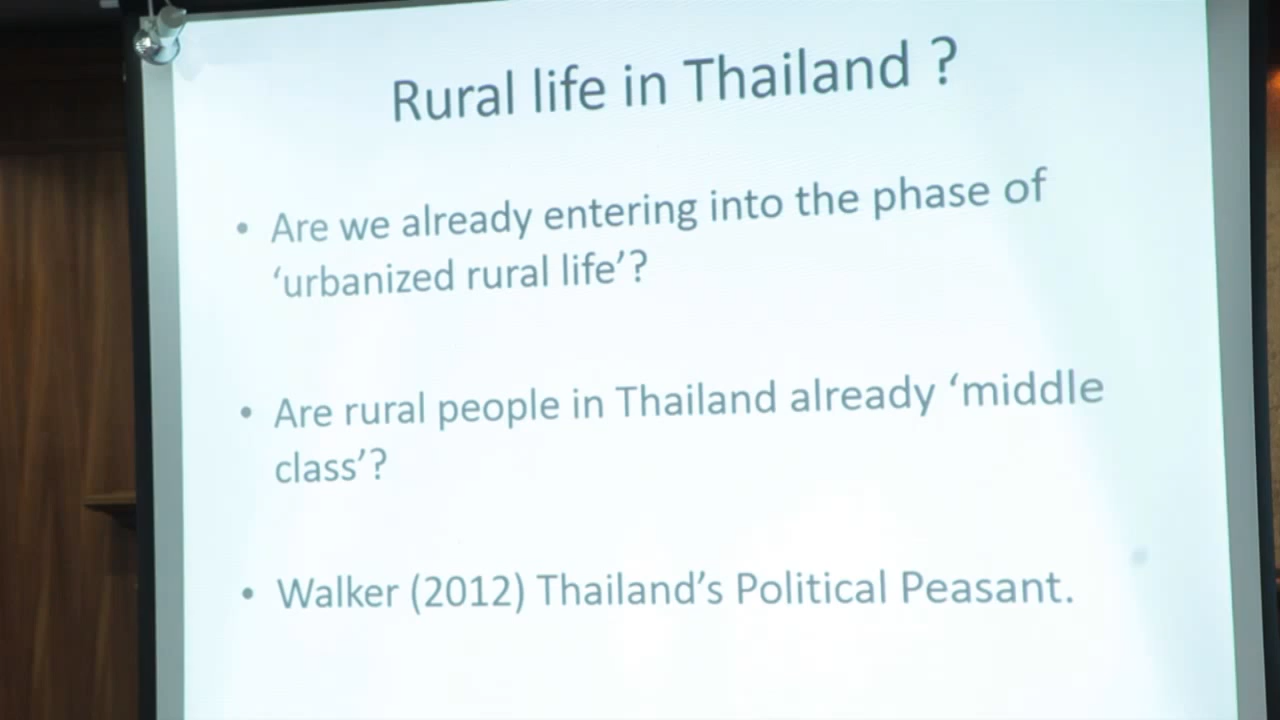 Rural life in Thailand ?
• Are we already entering into the phase of
‘urbanized rural life’?
• Are rural people in Thailand already ‘middle
class’?
• Walker (2012) Thailand’s Political Peasant.